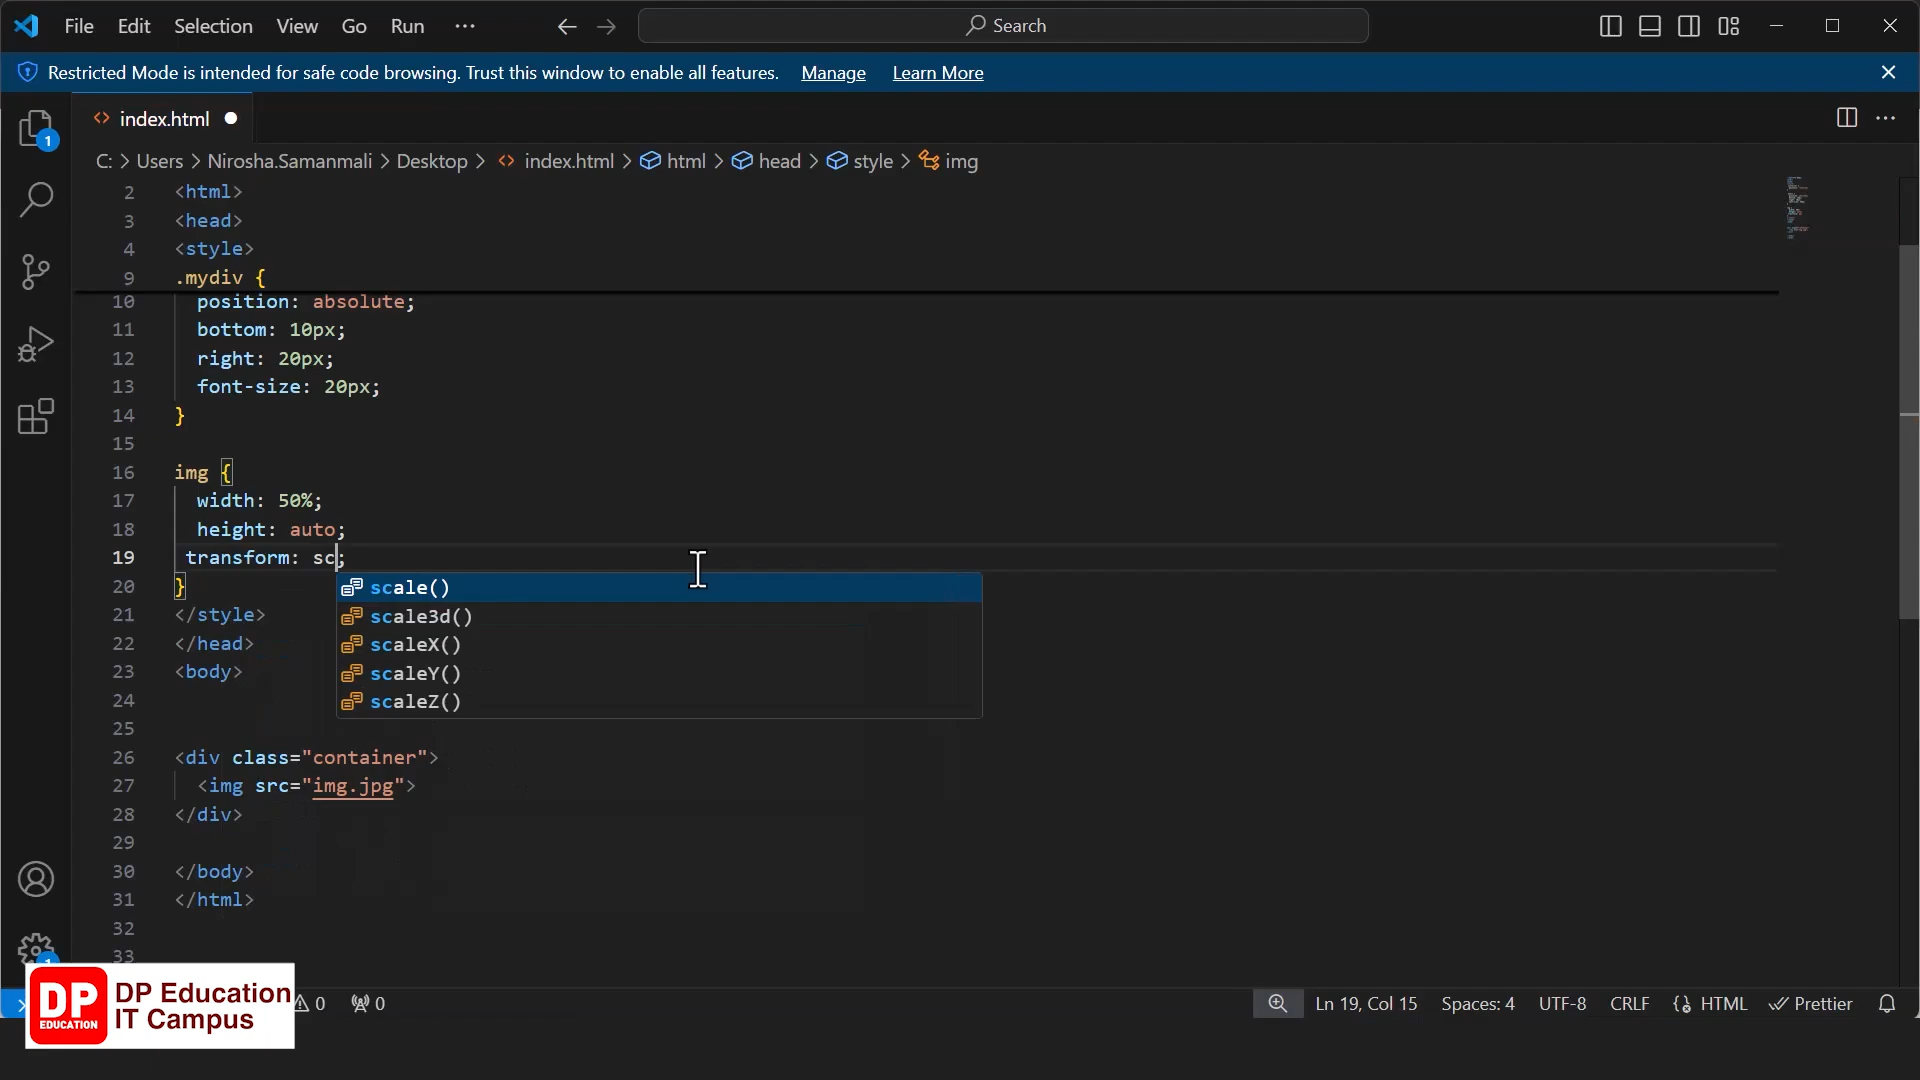 File Edit Selection View Go Run ··· Search
Restricted Mode is intended for safe code browsing. Trust this window to enable all features. Manage Learn More
1
index.html
C: > Users > Nirosha.Samanmali > Desktop > index.html > html > head > style > img
2 <html>
3 <head>
4 <style>
9 .mydiv {
10 position: absolute;
11 bottom: 10px;
12 right: 20px;
13 font-size: 20px;
14 }
15
16 img {
17 width: 50%;
18 height: auto;
19 transform: sc;
20 }
scale()
scale3d()
scaleX()
scaleY()
scaleZ()
21 </style>
22 </head>
23 <body>
24
25
26 <div class="container">
27 <img src="img.jpg">
28 </div>
29
30 </body>
31 </html>
32
33
DP EDUCATION
DP Education
IT Campus
0 0 Ln 19, Col 15 Spaces: 4 UTF-8 CRLF HTML Prettier